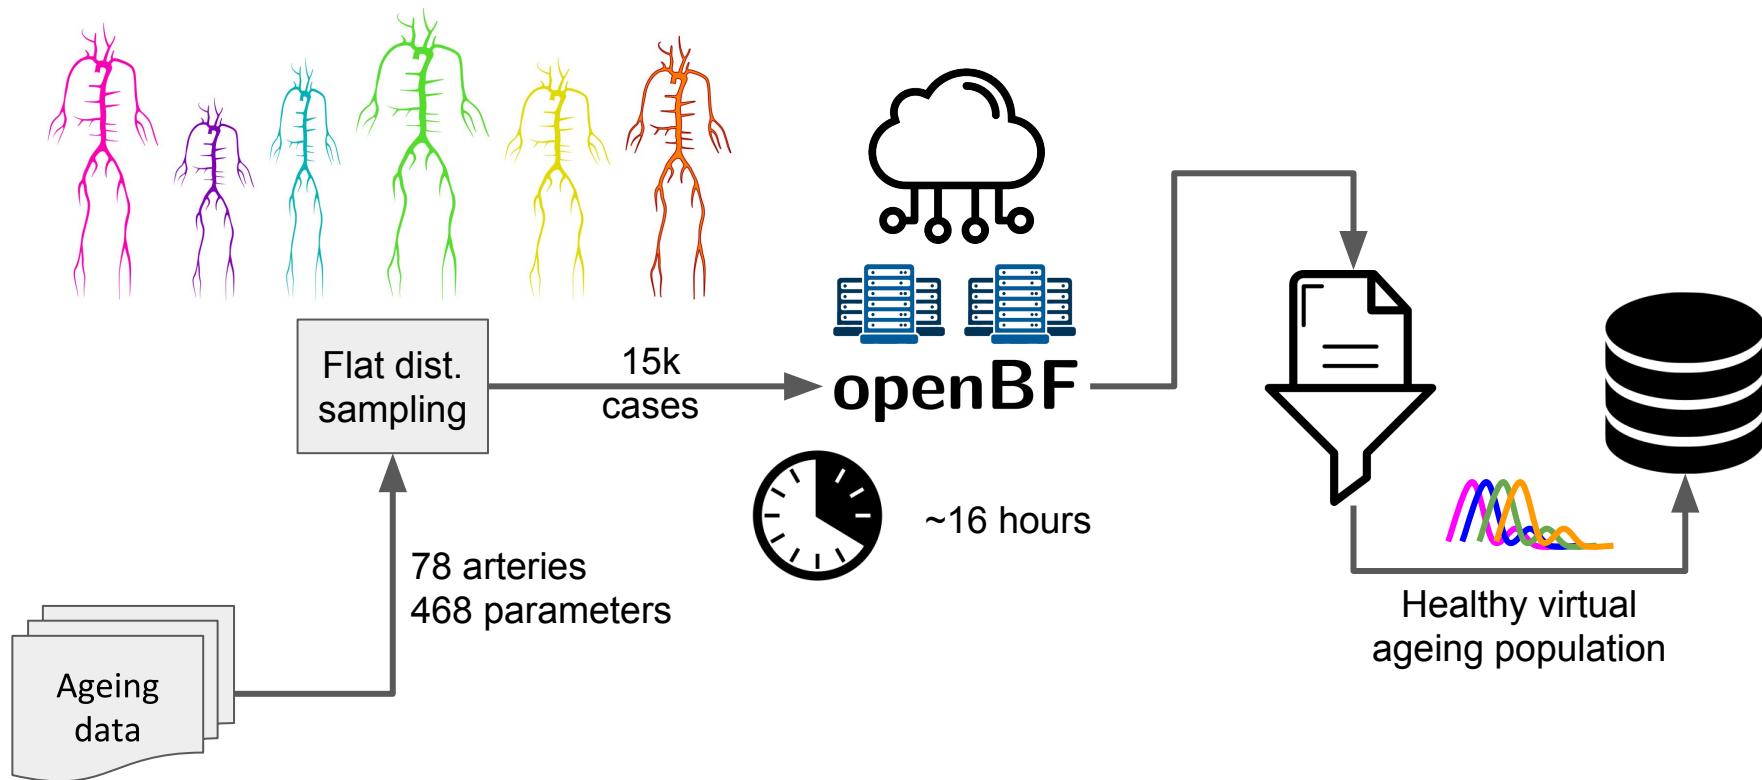 Flat dist.
sampling
15k
cases
openBF
~16 hours
78 arteries
468 parameters
Ageing
data
Healthy virtual
ageing population